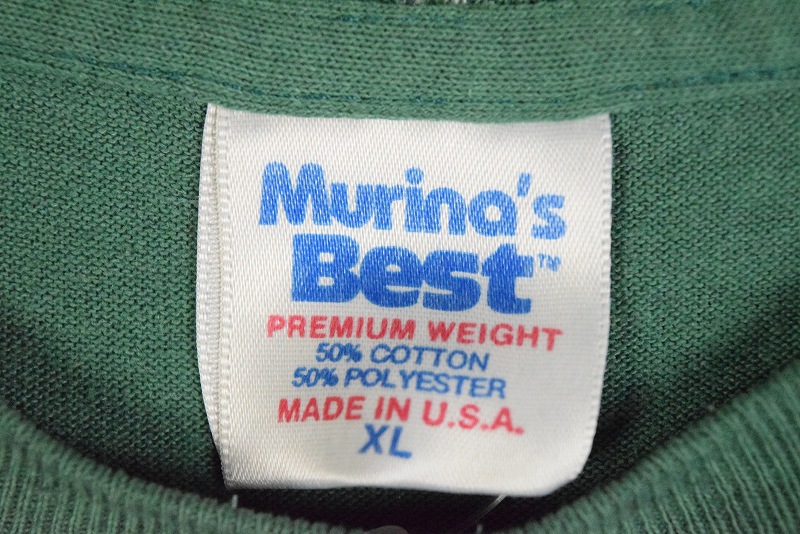 Murina's
Best™
PREMIUM WEIGHT
50% COTTON
50% POLYESTER
MADE IN U.S.A.
XL